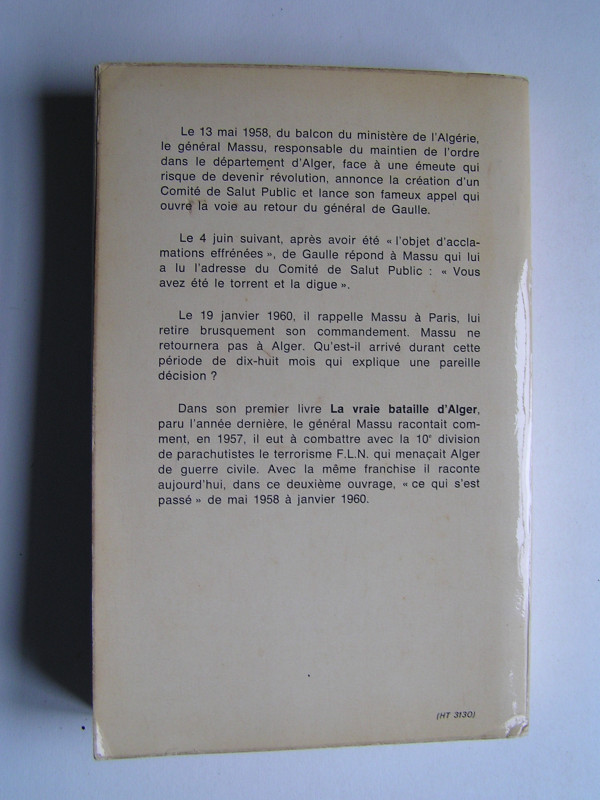 Le 13 mai 1958, du balcon du ministère de l'Algérie,
le général Massu, responsable du maintien de l'ordre
dans le département d'Alger, face à une émeute qui
risque de devenir révolution, annonce la création d'un
Comité de Salut Public et lance son fameux appel qui
ouvre la voie au retour du général de Gaulle.
Le 4 juin suivant, après avoir été « l'objet d'accla-
mations effrénées », de Gaulle répond à Massu qui lui
a lu l'adresse du Comité de Salut Public : « Vous
avez été le torrent et la digue ».
Le 19 janvier 1960, il rappelle Massu à Paris, lui
retire brusquement son commandement. Massu ne
retournera pas à Alger. Qu'est-il arrivé durant cette
période de dix-huit mois qui explique une pareille
décision ?
Dans son premier livre La vraie bataille d'Alger,
paru l'année dernière, le général Massu racontait com-
ment, en 1957, il eut à combattre avec la 10e division
de parachutistes le terrorisme F.L.N. qui menaçait Alger
de guerre civile. Avec la même franchise il raconte
aujourd'hui, dans ce deuxième ouvrage, « ce qui s'est
passé » de mai 1958 à janvier 1960.
(HT 3130)